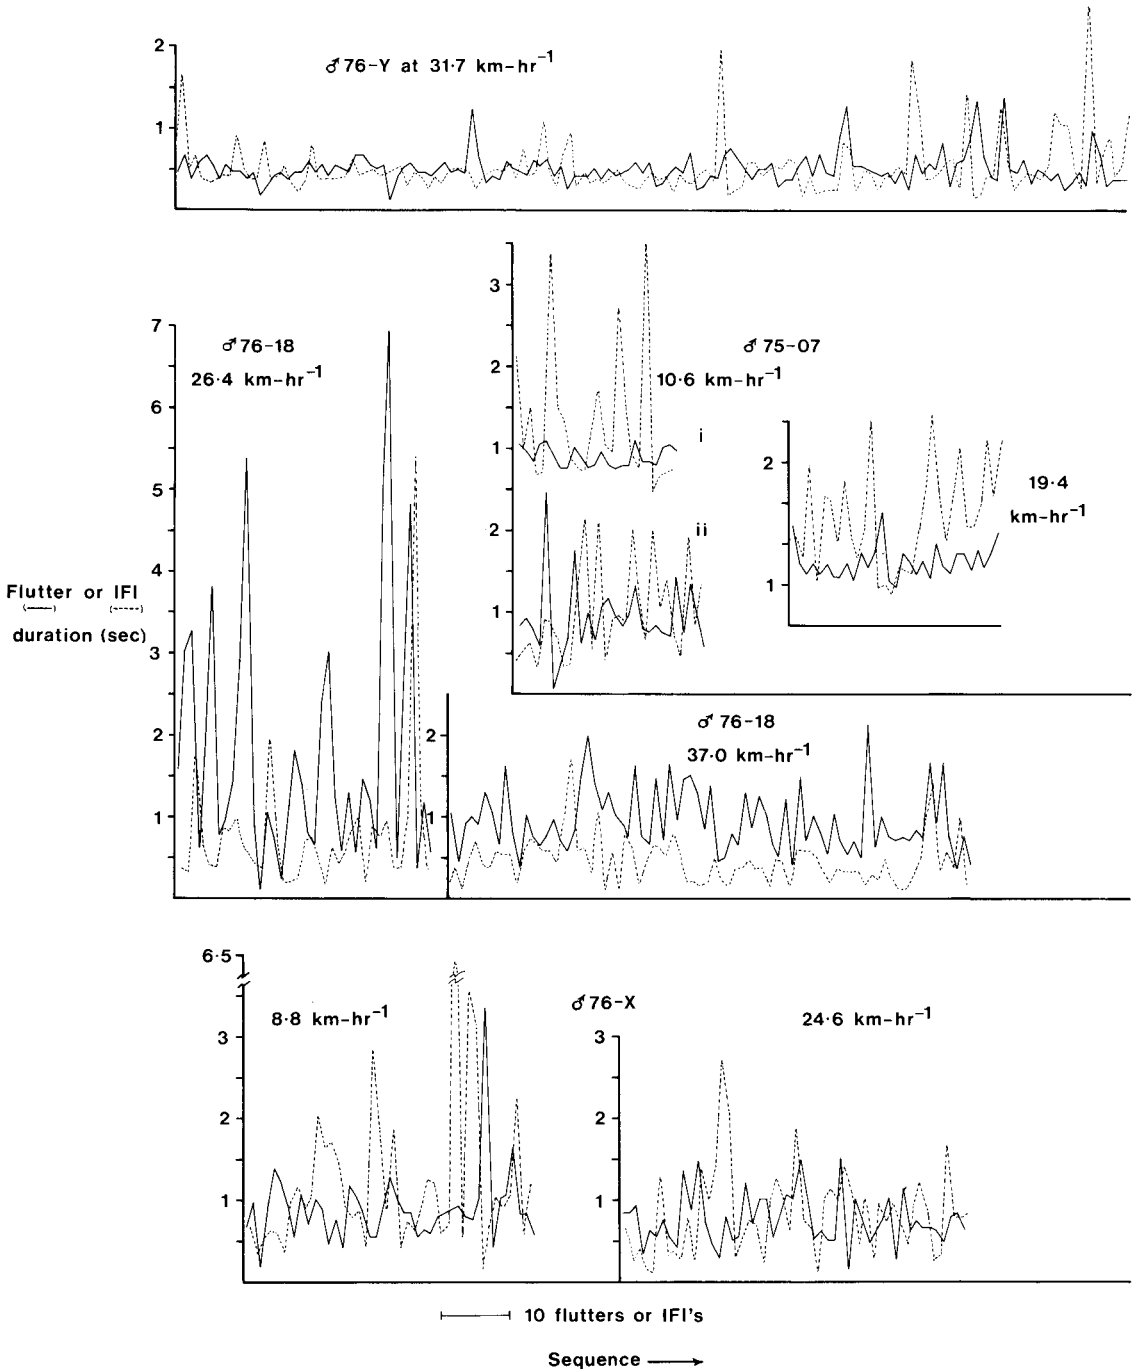 2
♂76-Y at 31·7 km-hr⁻¹
1
3
2
1
♂75-07
10·6 km-hr⁻¹
i
ii
2
1
7
6
5
4
3
2
1
♂76-18
26·4 km-hr⁻¹
2
1
19·4
km-hr⁻¹
Flutter or IFI
(—) (----)
duration (sec)
2
1
♂76-18
37·0 km-hr⁻¹
6·5
3
2
1
8·8 km-hr⁻¹
♂76-X
24·6 km-hr⁻¹
3
2
1
10 flutters or IFI's
Sequence →